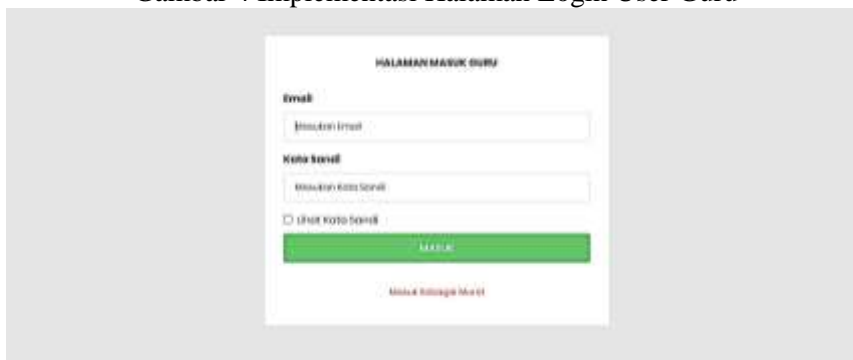 Gambar 4 Implementasi Halaman Login User Guru
HALAMAN MASUK GURU
Email
Masukan Email
Kata Sandi
Masukan Kata Sandi
Lihat Kata Sandi
MASUK
Masuk Sebagai Murid